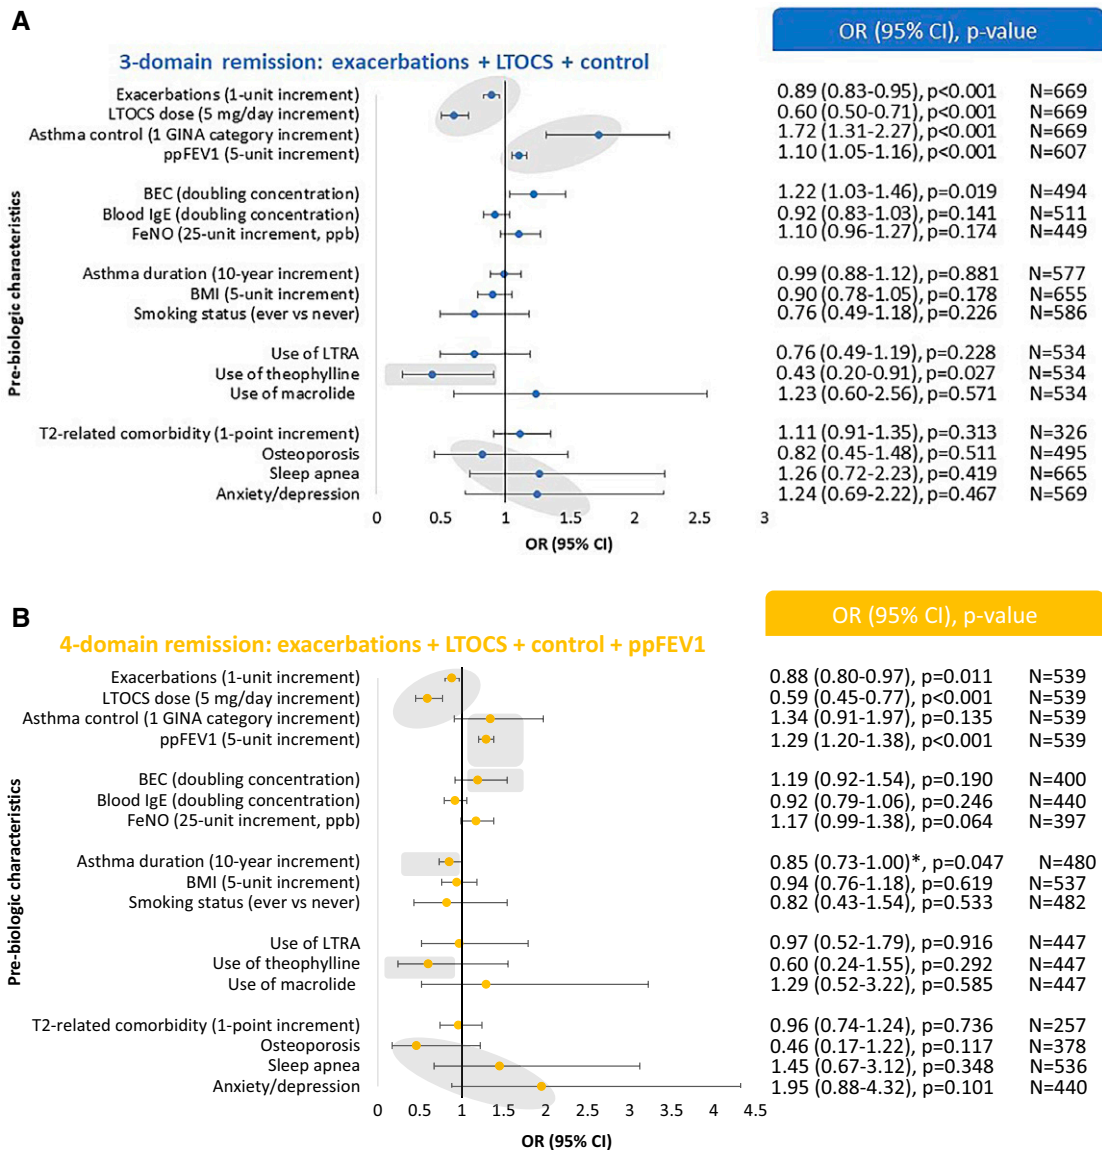 A
OR (95% CI), p-value
3-domain remission: exacerbations + LTOCS + control
Exacerbations (1-unit increment) 0.89 (0.83-0.95), p<0.001 N=669
LTOCS dose (5 mg/day increment) 0.60 (0.50-0.71), p<0.001 N=669
Asthma control (1 GINA category increment) 1.72 (1.31-2.27), p<0.001 N=669
ppFEV1 (5-unit increment) 1.10 (1.05-1.16), p<0.001 N=607
BEC (doubling concentration) 1.22 (1.03-1.46), p=0.019 N=494
Blood IgE (doubling concentration) 0.92 (0.83-1.03), p=0.141 N=511
FeNO (25-unit increment, ppb) 1.10 (0.96-1.27), p=0.174 N=449
Asthma duration (10-year increment) 0.99 (0.88-1.12), p=0.881 N=577
BMI (5-unit increment) 0.90 (0.78-1.05), p=0.178 N=655
Smoking status (ever vs never) 0.76 (0.49-1.18), p=0.226 N=586
Use of LTRA 0.76 (0.49-1.19), p=0.228 N=534
Use of theophylline 0.43 (0.20-0.91), p=0.027 N=534
Use of macrolide 1.23 (0.60-2.56), p=0.571 N=534
T2-related comorbidity (1-point increment) 1.11 (0.91-1.35), p=0.313 N=326
Osteoporosis 0.82 (0.45-1.48), p=0.511 N=495
Sleep apnea 1.26 (0.72-2.23), p=0.419 N=665
Anxiety/depression 1.24 (0.69-2.22), p=0.467 N=569
Pre-biologic characteristics
0 0.5 1 1.5 2 2.5 3
OR (95% CI)
B
OR (95% CI), p-value
4-domain remission: exacerbations + LTOCS + control + ppFEV1
Exacerbations (1-unit increment) 0.88 (0.80-0.97), p=0.011 N=539
LTOCS dose (5 mg/day increment) 0.59 (0.45-0.77), p<0.001 N=539
Asthma control (1 GINA category increment) 1.34 (0.91-1.97), p=0.135 N=539
ppFEV1 (5-unit increment) 1.29 (1.20-1.38), p<0.001 N=539
BEC (doubling concentration) 1.19 (0.92-1.54), p=0.190 N=400
Blood IgE (doubling concentration) 0.92 (0.79-1.06), p=0.246 N=440
FeNO (25-unit increment, ppb) 1.17 (0.99-1.38), p=0.064 N=397
Asthma duration (10-year increment) 0.85 (0.73-1.00)*, p=0.047 N=480
BMI (5-unit increment) 0.94 (0.76-1.18), p=0.619 N=537
Smoking status (ever vs never) 0.82 (0.43-1.54), p=0.533 N=482
Use of LTRA 0.97 (0.52-1.79), p=0.916 N=447
Use of theophylline 0.60 (0.24-1.55), p=0.292 N=447
Use of macrolide 1.29 (0.52-3.22), p=0.585 N=447
T2-related comorbidity (1-point increment) 0.96 (0.74-1.24), p=0.736 N=257
Osteoporosis 0.46 (0.17-1.22), p=0.117 N=378
Sleep apnea 1.45 (0.67-3.12), p=0.348 N=536
Anxiety/depression 1.95 (0.88-4.32), p=0.101 N=440
Pre-biologic characteristics
0 0.5 1 1.5 2 2.5 3 3.5 4 4.5
OR (95% CI)